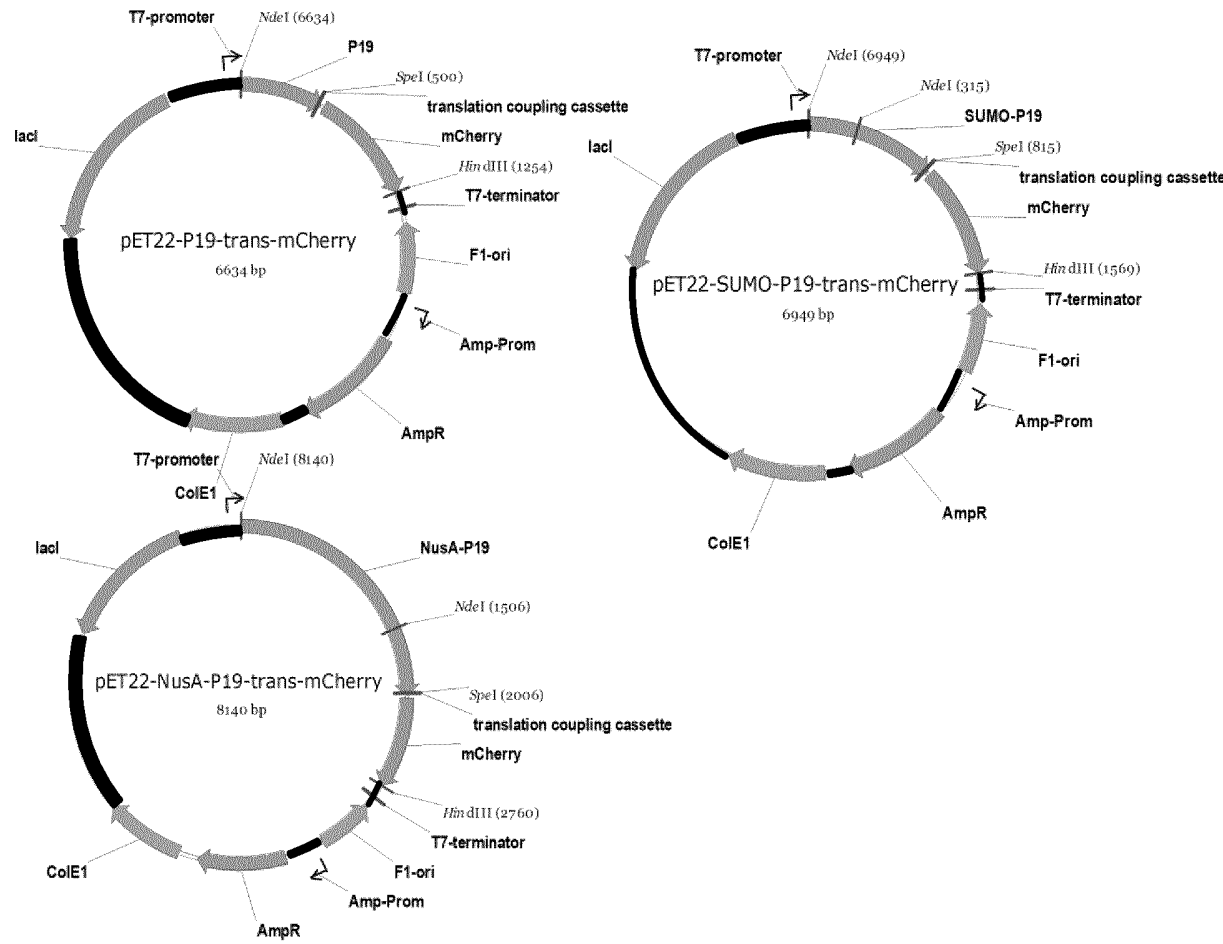 T7-promoter
NdeI (6634)
P19
SpeI (500)
translation coupling cassette
mCherry
HindIII (1254)
T7-terminator
F1-ori
Amp-Prom
AmpR
ColE1
lacI
pET22-P19-trans-mCherry
6634 bp
T7-promoter
NdeI (6949)
NdeI (315)
SUMO-P19
SpeI (815)
translation coupling cassette
mCherry
HindIII (1569)
T7-terminator
F1-ori
Amp-Prom
AmpR
ColE1
lacI
pET22-SUMO-P19-trans-mCherry
6949 bp
T7-promoter
NdeI (8140)
NusA-P19
NdeI (1506)
SpeI (2006)
translation coupling cassette
mCherry
HindIII (2760)
T7-terminator
F1-ori
Amp-Prom
AmpR
ColE1
lacI
pET22-NusA-P19-trans-mCherry
8140 bp